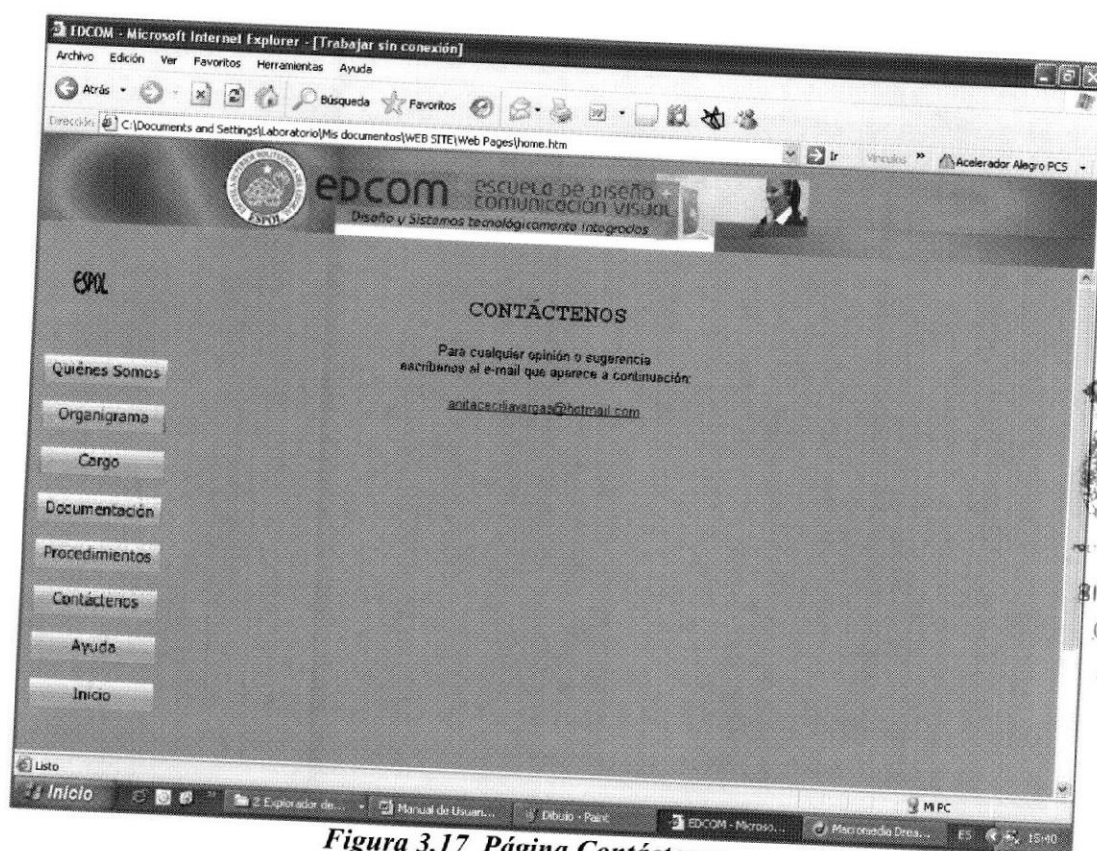 EDCOM - Microsoft Internet Explorer - [Trabajar sin conexión]
Archivo Edición Ver Favoritos Herramientas Ayuda
Atrás Búsqueda Favoritos
Dirección C:\Documents and Settings\Laboratorio\Mis documentos\WEB SITE\Web Pages\home.htm Ir Vínculos » Acelerador Alegro PCS
ESPOL
EDCOM
ESCUELA DE DISEÑO
COMUNICACIÓN VISUAL
Diseño y Sistemas tecnológicamente Integrados
ESPOL
CONTÁCTENOS
Para cualquier opinión o sugerencia
escríbanos al e-mail que aparece a continuación:
anitaceciliavargas@hotmail.com
Quiénes Somos
Organigrama
Cargo
Documentación
Procedimientos
Contáctenos
Ayuda
Inicio
Listo
Mi PC
Inicio 2 Explorador de... Manual de Usuari... Dibujo - Paint EDCOM - Microso... Macromedia Drea... ES 15:40
Figura 3.17 Página